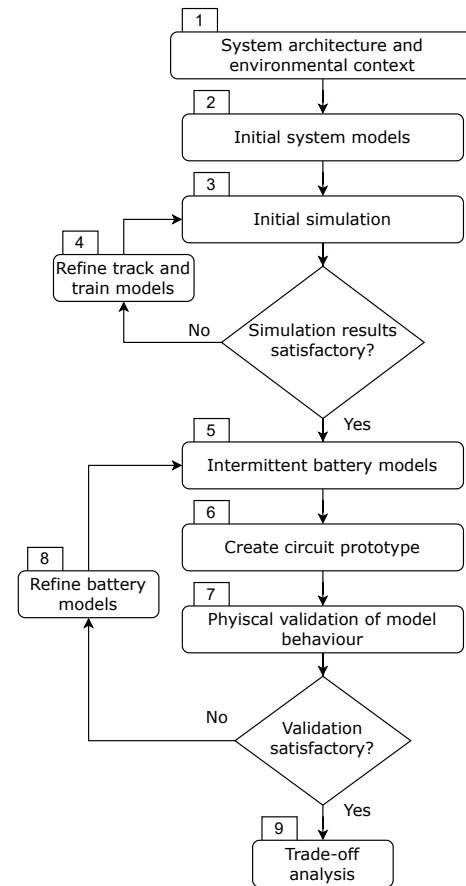 1
System architecture and
environmental context
2
Initial system models
3
Initial simulation
4
Refine track and
train models
No
Simulation results
satisfactory?
Yes
5
Intermittent battery models
6
Create circuit prototype
8
Refine battery
models
7
Phyiscal validation of model
behaviour
No
Validation
satisfactory?
Yes
9
Trade-off
analysis